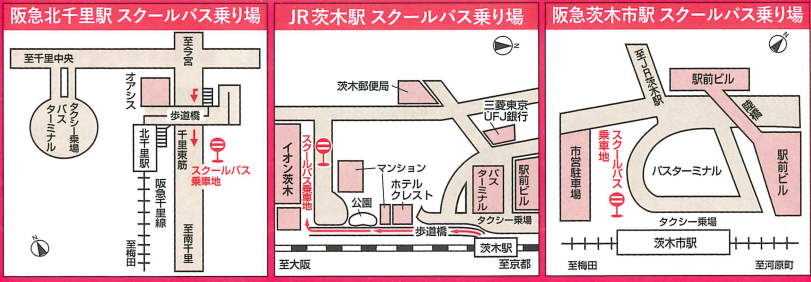 阪急北千里駅 スクールバス乗り場
至今宮
至千里中央
オアシス
歩道橋
タクシー乗場
バス
ターミナル
北千里駅
千里東筋
スクールバス
乗車地
阪急千里線
至梅田
至南千里
N
JR茨木駅 スクールバス乗り場
N
茨木郵便局
三菱東京
UFJ銀行
イオン茨木
スクールバス乗車地
マンション
ホテル
クレスト
公園
バス
ターミナル
駅前ビル
タクシー乗場
歩道橋
茨木駅
至大阪
至京都
阪急茨木市駅 スクールバス乗り場
N
至JR茨木駅
駅前ビル
陸橋
市営駐車場
スクールバス
乗車地
バスターミナル
駅前ビル
タクシー乗場
茨木市駅
至梅田
至河原町